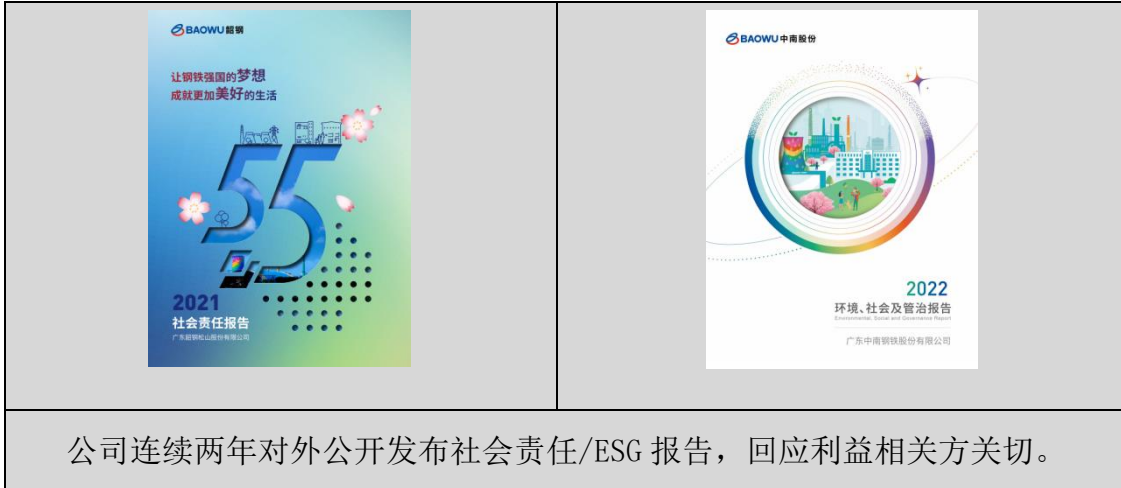 BAOWU 韶钢
让钢铁强国的梦想
成就更加美好的生活
55
2021
社会责任报告
广东韶钢松山股份有限公司
BAOWU 中南股份
2022
环境、社会及管治报告
Environmental, Social and Governance Report
广东中南钢铁股份有限公司
公司连续两年对外公开发布社会责任/ESG 报告，回应利益相关方关切。